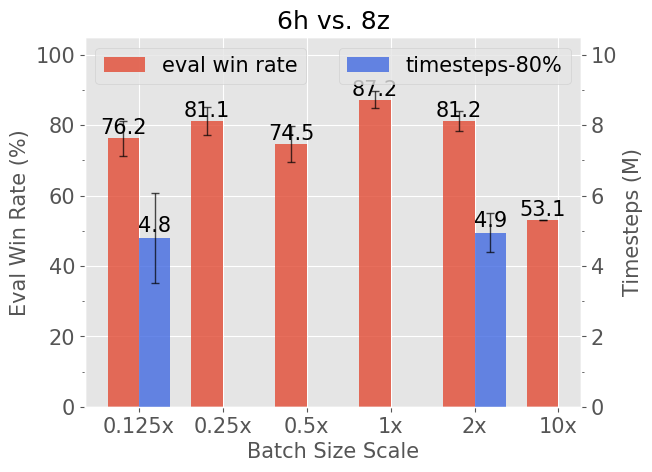 6h vs. 8z
eval win rate
timesteps-80%
Eval Win Rate (%)
100
80
60
40
20
0
76.2
4.8
81.1
74.5
87.2
81.2
4.9
53.1
10
8
6
4
2
0
Timesteps (M)
0.125x 0.25x 0.5x 1x 2x 10x
Batch Size Scale